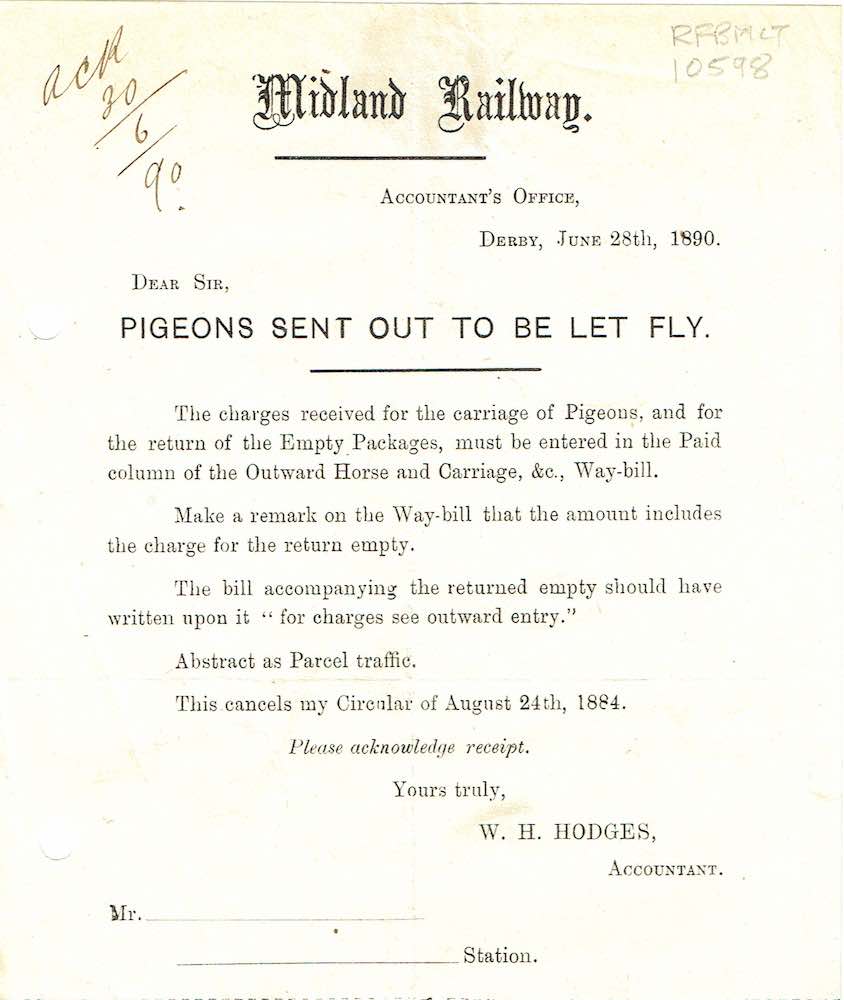 ack
30
6
90
RFBMLT
10598
Midland Railway.
ACCOUNTANT'S OFFICE,
DERBY, JUNE 28th, 1890.
DEAR SIR,
PIGEONS SENT OUT TO BE LET FLY.
The charges received for the carriage of Pigeons, and for
the return of the Empty Packages, must be entered in the Paid
column of the Outward Horse and Carriage, &c., Way-bill.
Make a remark on the Way-bill that the amount includes
the charge for the return empty.
The bill accompanying the returned empty should have
written upon it “ for charges see outward entry.”
Abstract as Parcel traffic.
This cancels my Circular of August 24th, 1884.
Please acknowledge receipt.
Yours truly,
W. H. HODGES,
ACCOUNTANT.
Mr.
Station.